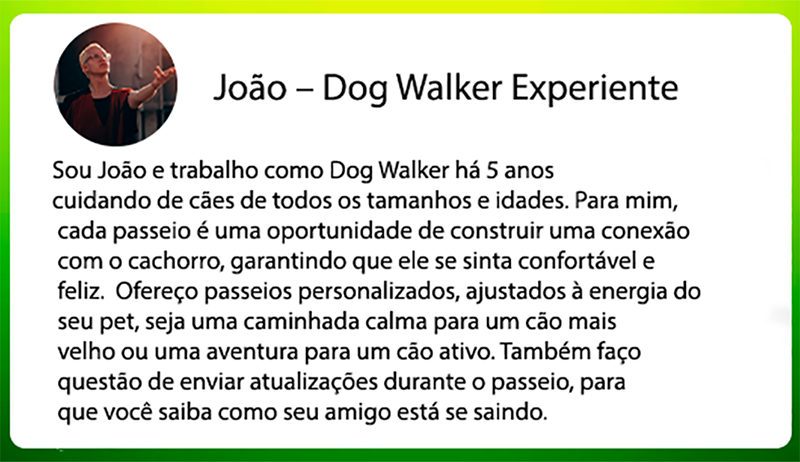 João – Dog Walker Experiente
Sou João e trabalho como Dog Walker há 5 anos
cuidando de cães de todos os tamanhos e idades. Para mim,
cada passeio é uma oportunidade de construir uma conexão
com o cachorro, garantindo que ele se sinta confortável e
feliz. Ofereço passeios personalizados, ajustados à energia do
seu pet, seja uma caminhada calma para um cão mais
velho ou uma aventura para um cão ativo. Também faço
questão de enviar atualizações durante o passeio, para
que você saiba como seu amigo está se saindo.